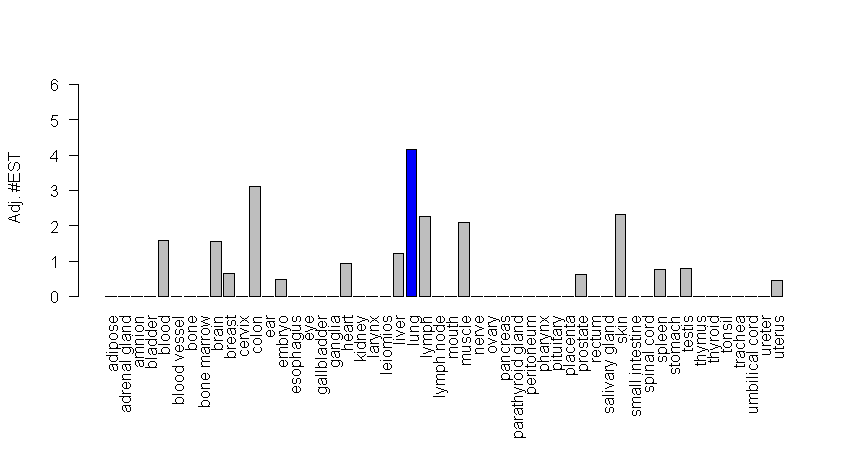 Adj. #EST
6
5
4
3
2
1
0
adipose
adrenal gland
amnion
bladder
blood
blood vessel
bone
bone marrow
brain
breast
cervix
colon
ear
embryo
esophagus
eye
gallbladder
ganglia
heart
kidney
larynx
leiomios
liver
lung
lymph
lymph node
mouth
muscle
nerve
ovary
pancreas
parathyroid gland
peritoneum
pharynx
pituitary
placenta
prostate
rectum
salivary gland
skin
small intestine
spinal cord
spleen
stomach
testis
thymus
thyroid
tonsil
trachea
umbilical cord
ureter
uterus